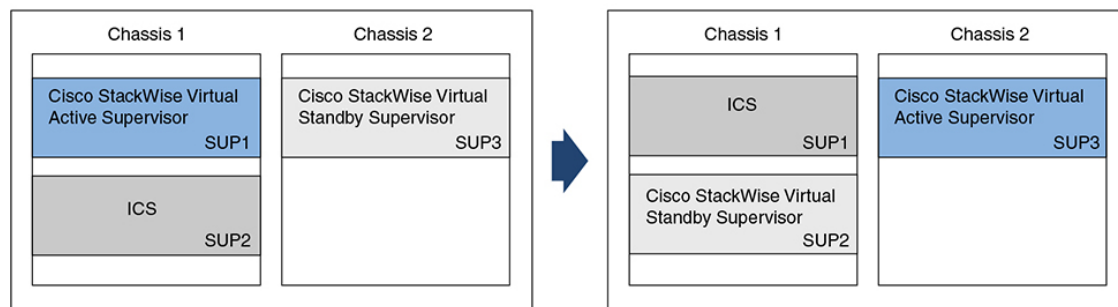 Chassis 1
Chassis 2
Cisco StackWise Virtual
Active Supervisor
SUP1
Cisco StackWise Virtual
Standby Supervisor
SUP3
ICS
SUP2
Chassis 1
Chassis 2
ICS
SUP1
Cisco StackWise Virtual
Active Supervisor
SUP3
Cisco StackWise Virtual
Standby Supervisor
SUP2